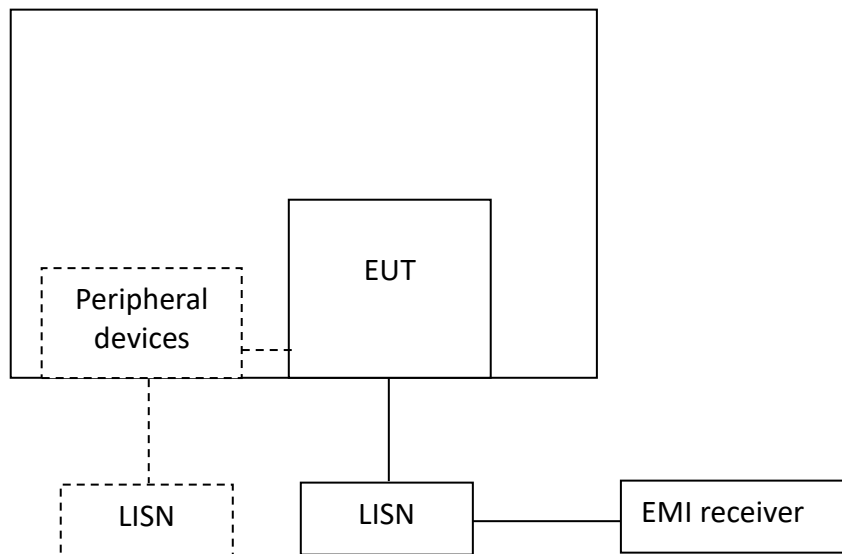 EUT
Peripheral
devices
LISN
LISN
EMI receiver